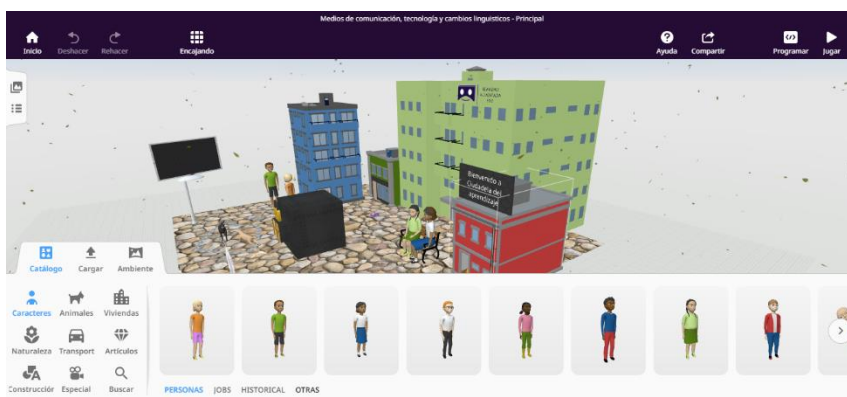 Medios de comunicación, tecnología y cambios linguisticos - Principal
Inicio
Deshacer
Rehacer
Encajando
Ayuda
Compartir
Programar
Jugar
Bienvenido a
Ciudadela del
aprendizaje
Catálogo
Cargar
Ambiente
Caracteres
Animales
Viviendas
Naturaleza
Transport
Artículos
Construcción
Especial
Buscar
PERSONAS
JOBS
HISTORICAL
OTRAS